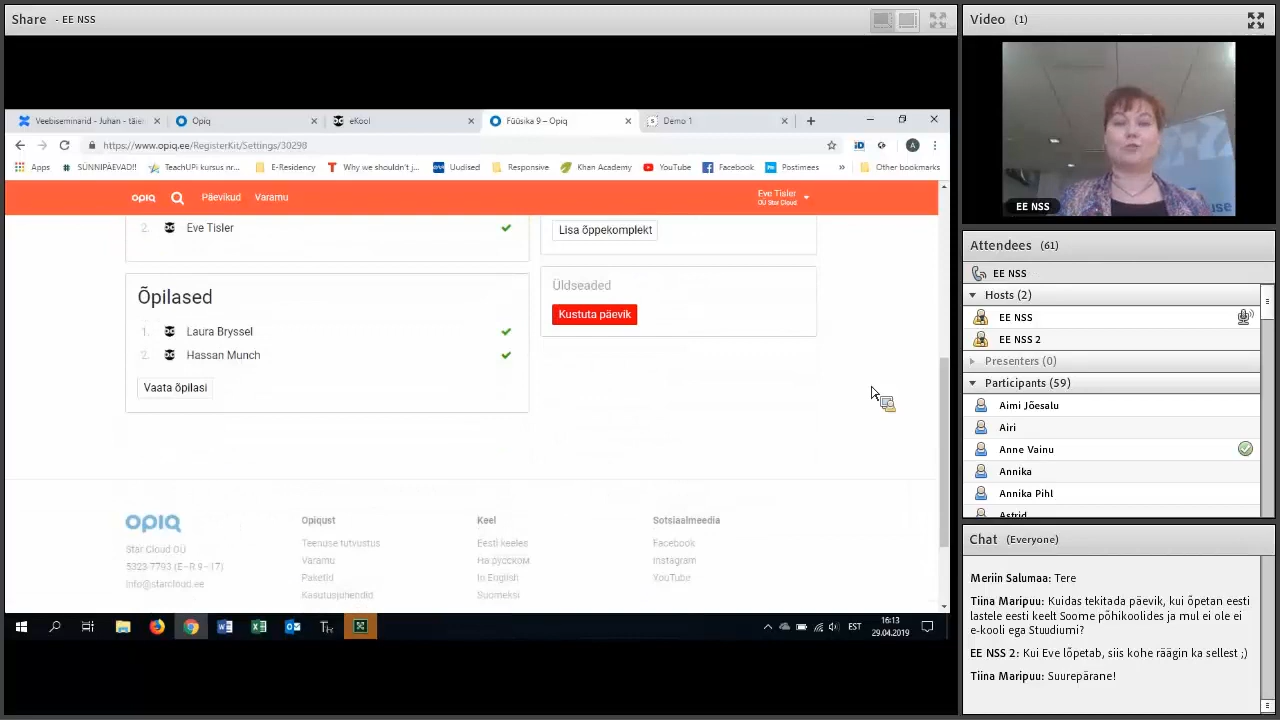 Share - EE NSS
Veebiseminarid - Juhan - täien
Opiq
eKool
Füüsika 9 – Opiq
Demo 1
https://www.opiq.ee/RegisterKit/Settings/30298
Apps
SÜNNIPÄEVAD!!
TeachUPi kursus nr...
E-Residency
Why we shouldn't j...
Uudised
Responsive
Khan Academy
YouTube
Facebook
Postimees
»
Other bookmarks
opiq
Päevikud
Varamu
Eve Tisler
OÜ Star Cloud
2. Eve Tisler
Lisa õppekomplekt
Õpilased
1. Laura Bryssel
2. Hassan Munch
Vaata õpilasi
Üldseaded
Kustuta päevik
opiq
Star Cloud OÜ
5323 7793 (E–R 9–17)
info@starcloud.ee
Opiqust
Teenuse tutvustus
Varamu
Paketid
Kasutusjuhendid
Keel
Eesti keeles
На русском
In English
Suomeksi
Sotsiaalmeedia
Facebook
Instagram
YouTube
EST
16:13
29.04.2019
Video (1)
EE NSS
Attendees (61)
EE NSS
Hosts (2)
EE NSS
EE NSS 2
Presenters (0)
Participants (59)
Aimi Jõesalu
Airi
Anne Vainu
Annika
Annika Pihl
Astrid
Chat (Everyone)
Meriin Salumaa: Tere
Tiina Maripuu: Kuidas tekitada päevik, kui õpetan eesti
lastele eesti keelt Soome põhikoolides ja mul ei ole ei
e-kooli ega Stuudiumi?
EE NSS 2: Kui Eve lõpetab, siis kohe räägin ka sellest ;)
Tiina Maripuu: Suurepärane!